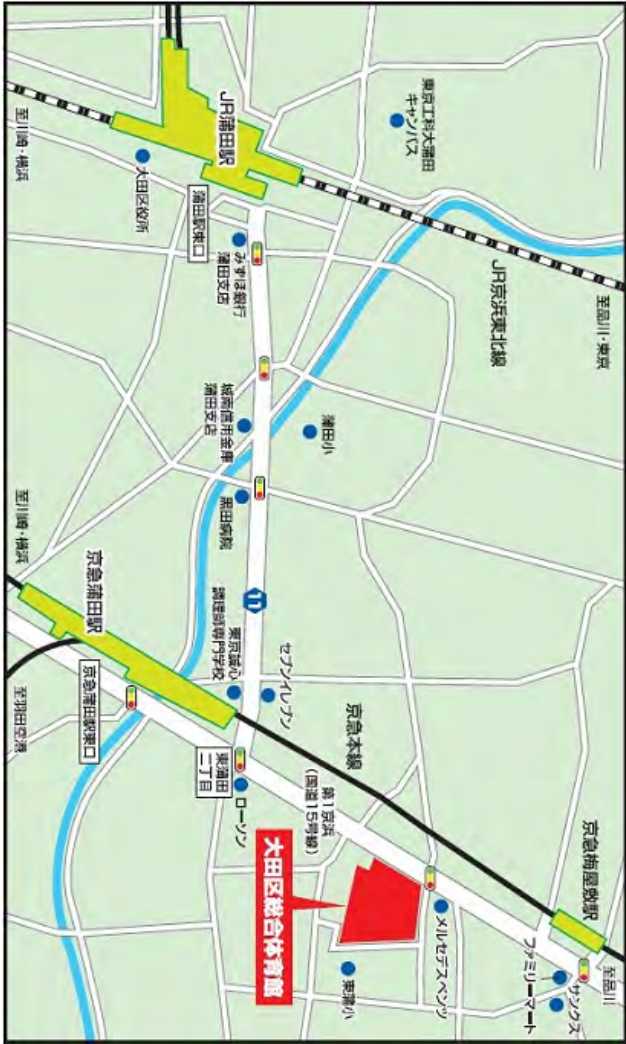 東京工科大蒲田
キャンパス
至品川・東京
JR京浜東北線
JR蒲田駅
至川崎・横浜
大田区役所
蒲田駅東口
みずほ銀行
蒲田支店
城南信用金庫
蒲田支店
蒲田小
黒田病院
11
至川崎・横浜
京急蒲田駅
京急蒲田駅東口
至羽田空港
東京誠心
調理師専門学校
セブンイレブン
東蒲田
二丁目
ローソン
京急本線
第1京浜
(国道15号線)
大田区総合体育館
メルセデスベンツ
東蒲小
京急梅屋敷駅
至品川
サンクス
ファミリーマート